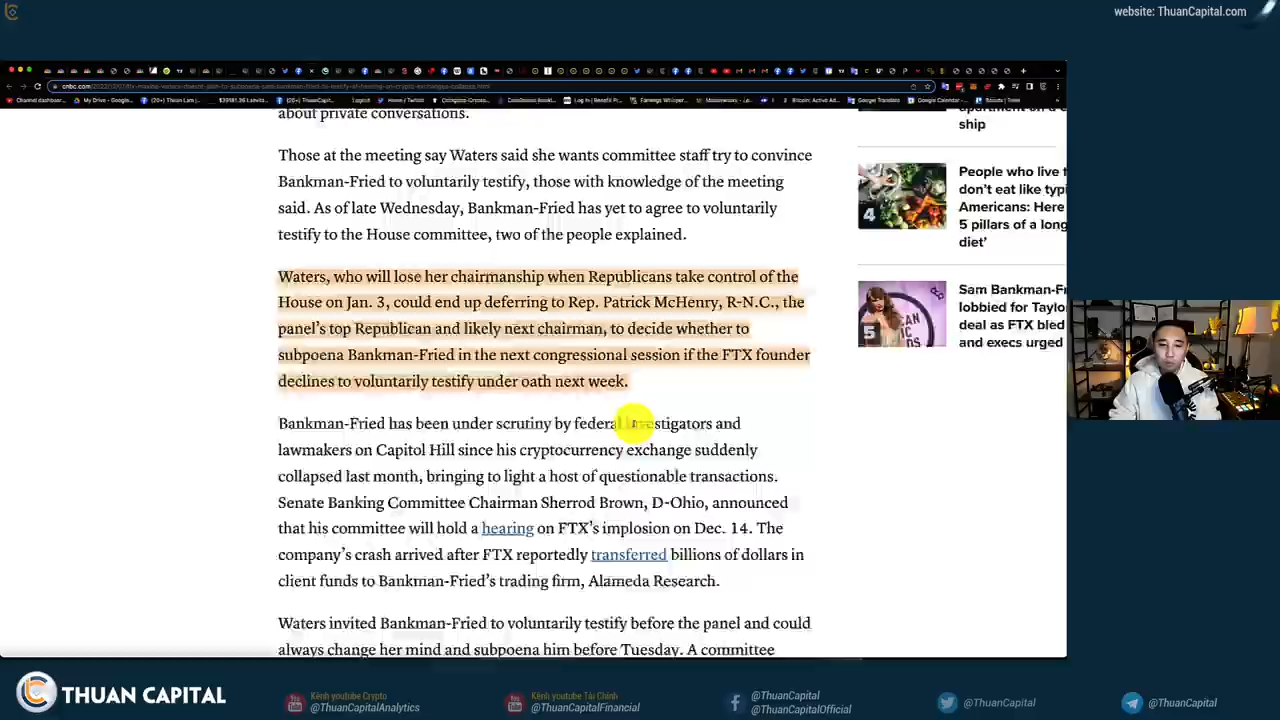 website: ThuanCapital.com
about private conversations.
Those at the meeting say Waters said she wants committee staff try to convince
Bankman-Fried to voluntarily testify, those with knowledge of the meeting
said. As of late Wednesday, Bankman-Fried has yet to agree to voluntarily
testify to the House committee, two of the people explained.
Waters, who will lose her chairmanship when Republicans take control of the
House on Jan. 3, could end up deferring to Rep. Patrick McHenry, R-N.C., the
panel's top Republican and likely next chairman, to decide whether to
subpoena Bankman-Fried in the next congressional session if the FTX founder
declines to voluntarily testify under oath next week.
Bankman-Fried has been under scrutiny by federal investigators and
lawmakers on Capitol Hill since his cryptocurrency exchange suddenly
collapsed last month, bringing to light a host of questionable transactions.
Senate Banking Committee Chairman Sherrod Brown, D-Ohio, announced
that his committee will hold a hearing on FTX's implosion on Dec. 14. The
company's crash arrived after FTX reportedly transferred billions of dollars in
client funds to Bankman-Fried's trading firm, Alameda Research.
Waters invited Bankman-Fried to voluntarily testify before the panel and could
always change her mind and subpoena him before Tuesday. A committee
ship
4
People who live t
don't eat like typi
Americans: Here
5 pillars of a long
diet'
5
Sam Bankman-F
lobbied for Taylor
deal as FTX bled
and execs urged
THUAN CAPITAL
Kênh youtube Crypto
@ThuanCapitalAnalytics
Kênh youtube Tài Chính
@ThuanCapitalFinancial
@ThuanCapital
@ThuanCapitalOfficial
@ThuanCapital
@ThuanCapital